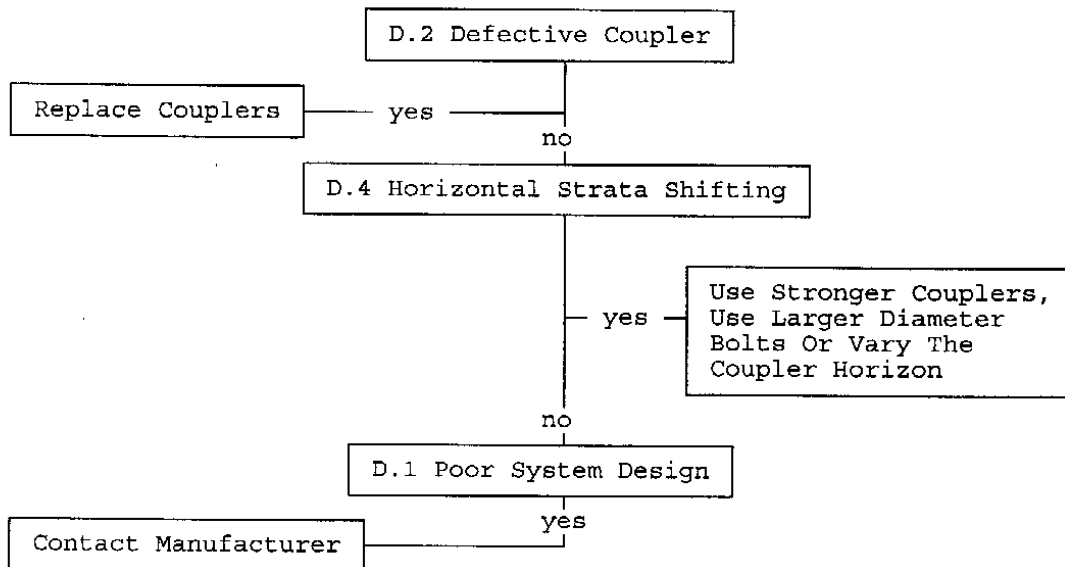 D.2 Defective Coupler
Replace Couplers
yes
no
D.4 Horizontal Strata Shifting
yes
Use Stronger Couplers,
Use Larger Diameter
Bolts Or Vary The
Coupler Horizon
no
D.1 Poor System Design
yes
Contact Manufacturer